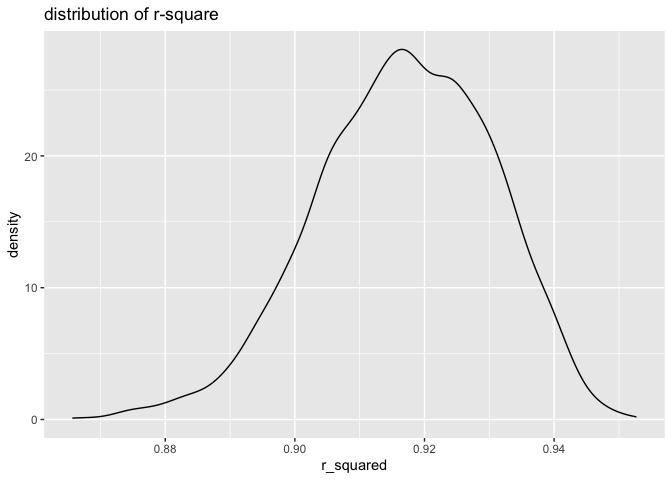 distribution of r-square
density
20
10
0
0.88 0.90 0.92 0.94
r_squared